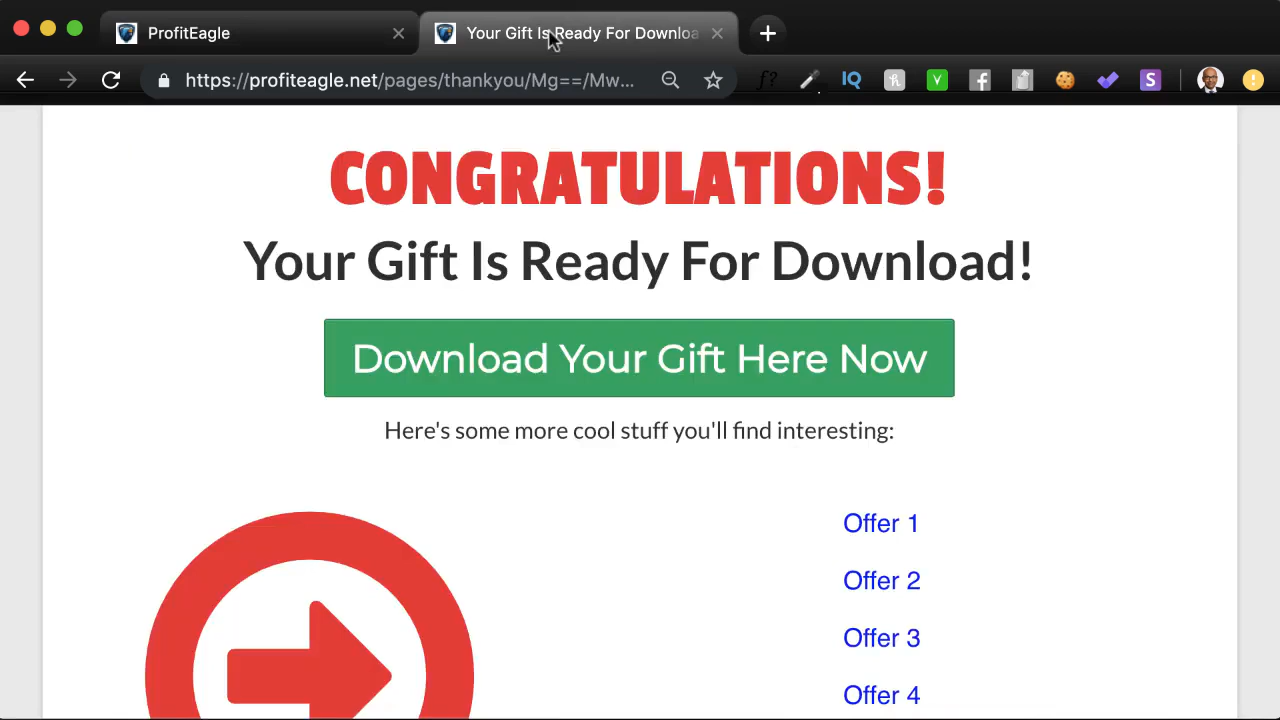 ProfitEagle
Your Gift Is Ready For Downloa
https://profiteagle.net/pages/thankyou/Mg==/Mw...
f?
IQ
V
S
CONGRATULATIONS!
Your Gift Is Ready For Download!
Download Your Gift Here Now
Here's some more cool stuff you'll find interesting:
Offer 1
Offer 2
Offer 3
Offer 4